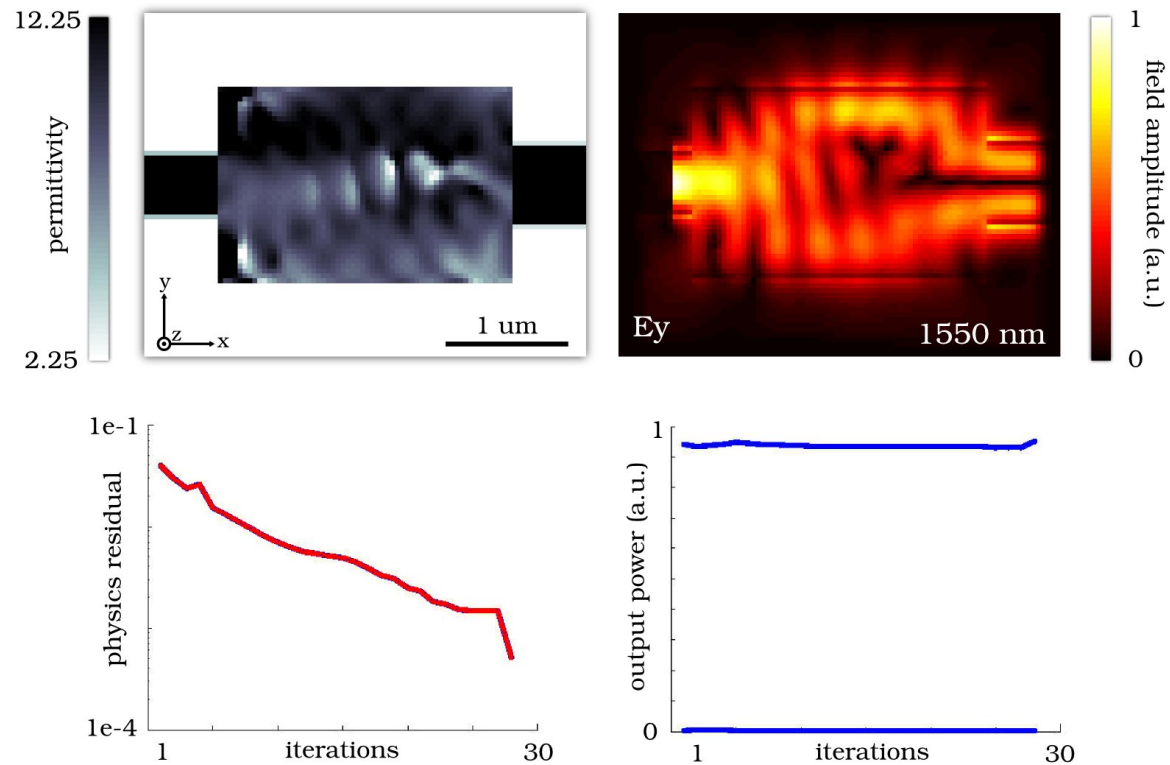 12.25
permittivity
2.25
y
z
x
1 um
Ey
1550 nm
1
field amplitude (a.u.)
0
1e-1
physics residual
1e-4
1
iterations
30
1
output power (a.u.)
0
1
iterations
30